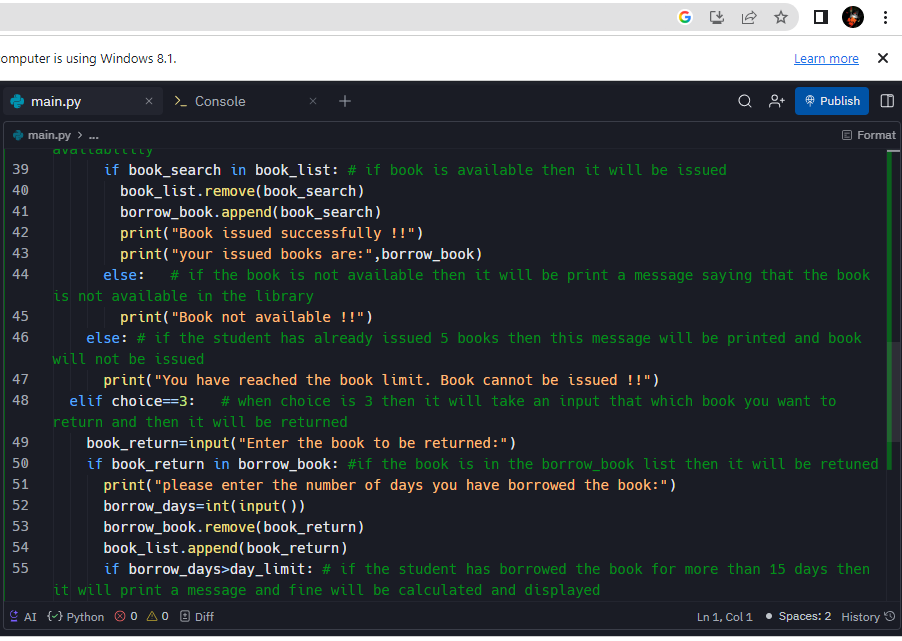 omputer is using Windows 8.1.
Learn more
main.py
Console
Publish
main.py > ...
Format
availability
39 if book_search in book_list: # if book is available then it will be issued
40 book_list.remove(book_search)
41 borrow_book.append(book_search)
42 print("Book issued successfully !!")
43 print("your issued books are:",borrow_book)
44 else:   # if the book is not available then it will be print a message saying that the book
is not available in the library
45 print("Book not available !!")
46 else: # if the student has already issued 5 books then this message will be printed and book
will not be issued
47 print("You have reached the book limit. Book cannot be issued !!")
48 elif choice==3:   # when choice is 3 then it will take an input that which book you want to
return and then it will be returned
49 book_return=input("Enter the book to be returned:")
50 if book_return in borrow_book: #if the book is in the borrow_book list then it will be retuned
51 print("please enter the number of days you have borrowed the book:")
52 borrow_days=int(input())
53 borrow_book.remove(book_return)
54 book_list.append(book_return)
55 if borrow_days>day_limit: # if the student has borrowed the book for more than 15 days then
it will print a message and fine will be calculated and displayed
AI {} Python 0 0 Diff
Ln 1, Col 1 Spaces: 2 History